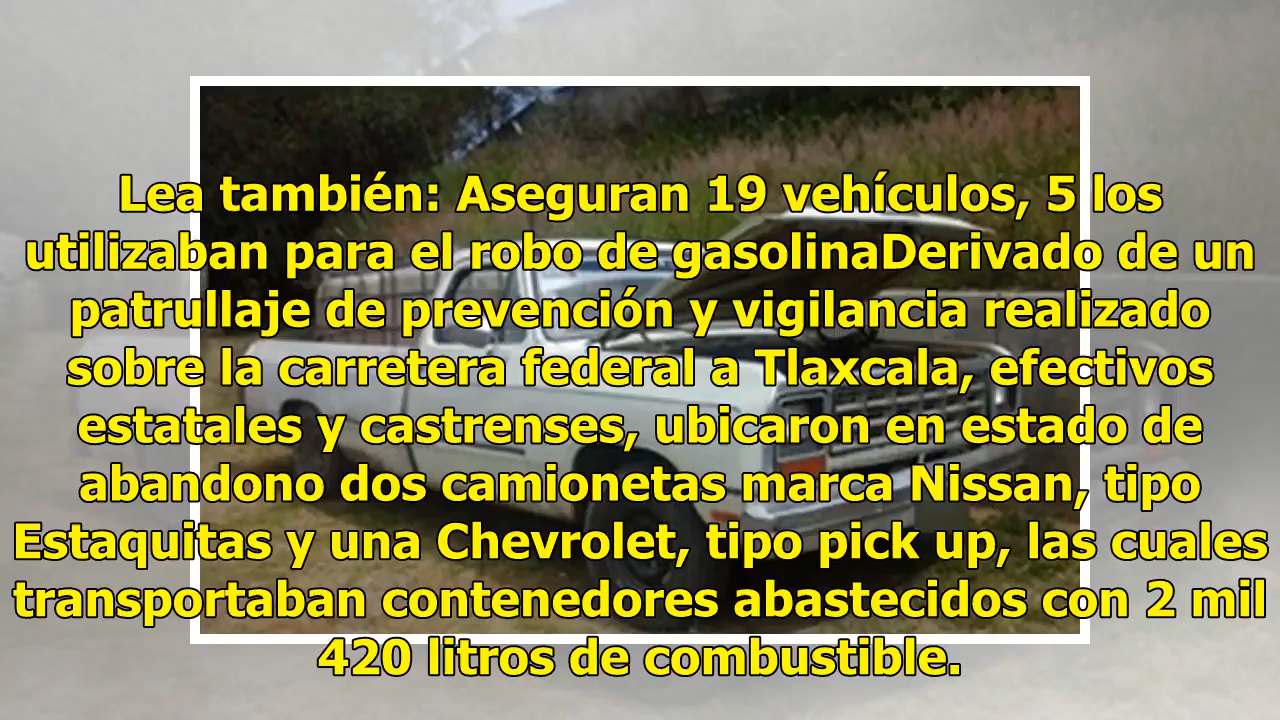 Lea también: Aseguran 19 vehículos, 5 los
utilizaban para el robo de gasolinaDerivado de un
patrullaje de prevención y vigilancia realizado
sobre la carretera federal a Tlaxcala, efectivos
estatales y castrenses, ubicaron en estado de
abandono dos camionetas marca Nissan, tipo
Estaquitas y una Chevrolet, tipo pick up, las cuales
transportaban contenedores abastecidos con 2 mil
420 litros de combustible.